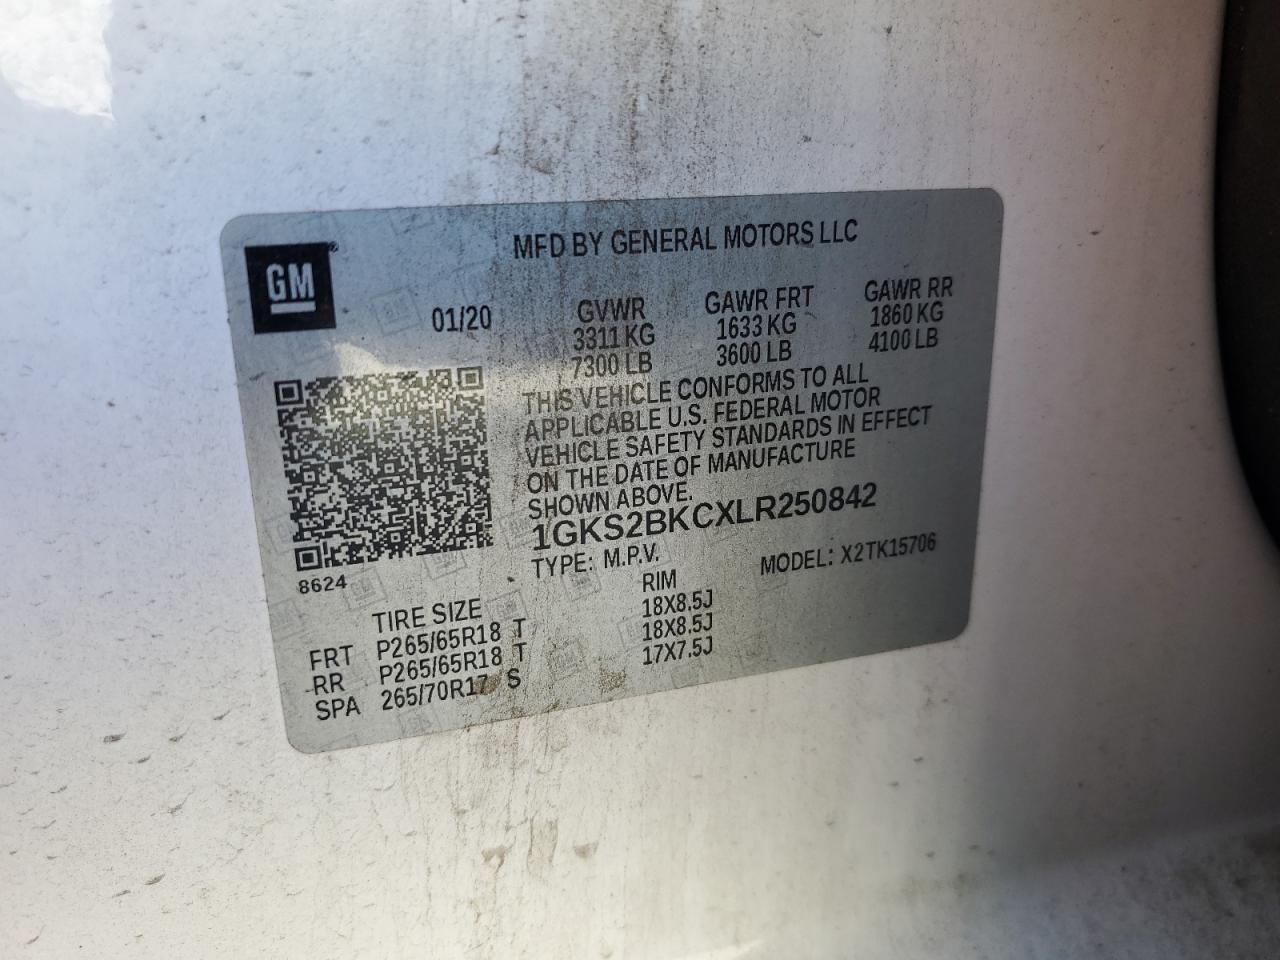 GM
MFD BY GENERAL MOTORS LLC
01/20 GVWR GAWR FRT GAWR RR
3311 KG 1633 KG 1860 KG
7300 LB 3600 LB 4100 LB
THIS VEHICLE CONFORMS TO ALL
APPLICABLE U.S. FEDERAL MOTOR
VEHICLE SAFETY STANDARDS IN EFFECT
ON THE DATE OF MANUFACTURE
SHOWN ABOVE.
1GKS2BKCXLR250842
8624
TYPE: M.P.V. MODEL: X2TK15706
TIRE SIZE RIM
FRT P265/65R18 T 18X8.5J
RR P265/65R18 T 18X8.5J
SPA 265/70R17 S 17X7.5J